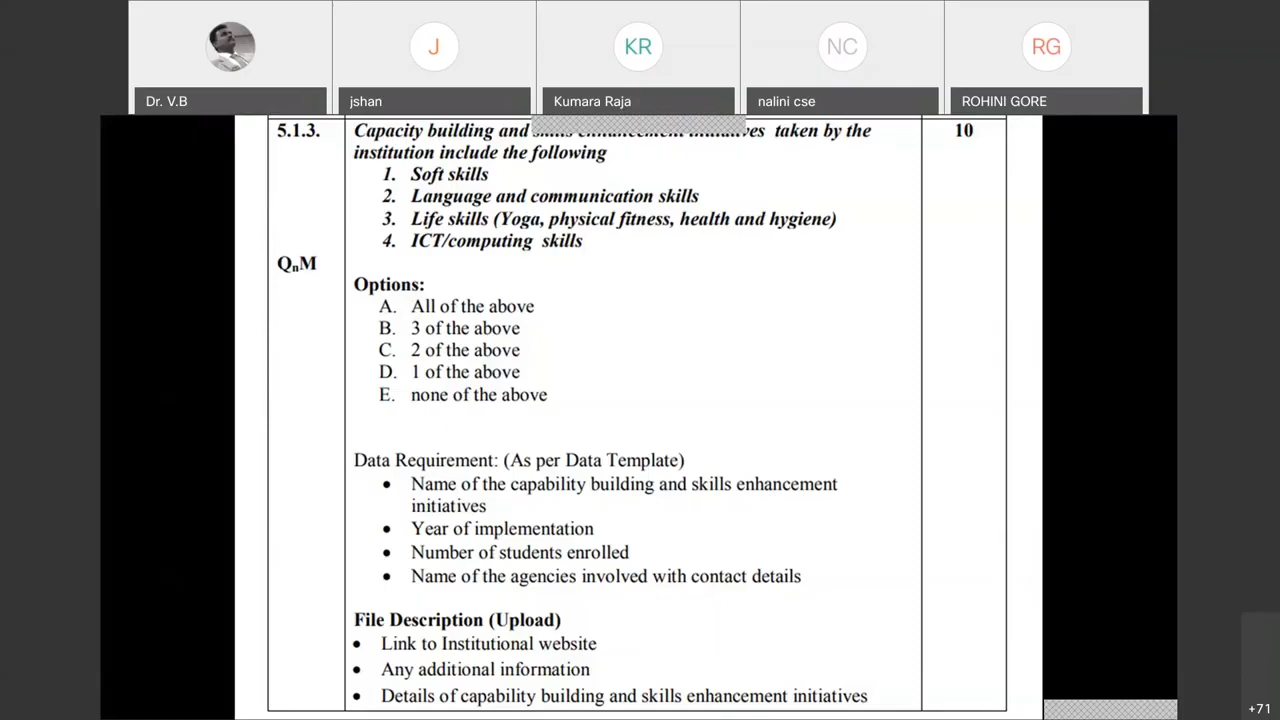 J
KR
NC
RG
Dr. V.B
jshan
Kumara Raja
nalini cse
ROHINI GORE
5.1.3.
Capacity building and skills enhancement initiatives taken by the
institution include the following
10
1. Soft skills
2. Language and communication skills
3. Life skills (Yoga, physical fitness, health and hygiene)
4. ICT/computing skills
QnM
Options:
A. All of the above
B. 3 of the above
C. 2 of the above
D. 1 of the above
E. none of the above
Data Requirement: (As per Data Template)
• Name of the capability building and skills enhancement
initiatives
• Year of implementation
• Number of students enrolled
• Name of the agencies involved with contact details
File Description (Upload)
• Link to Institutional website
• Any additional information
• Details of capability building and skills enhancement initiatives
+71